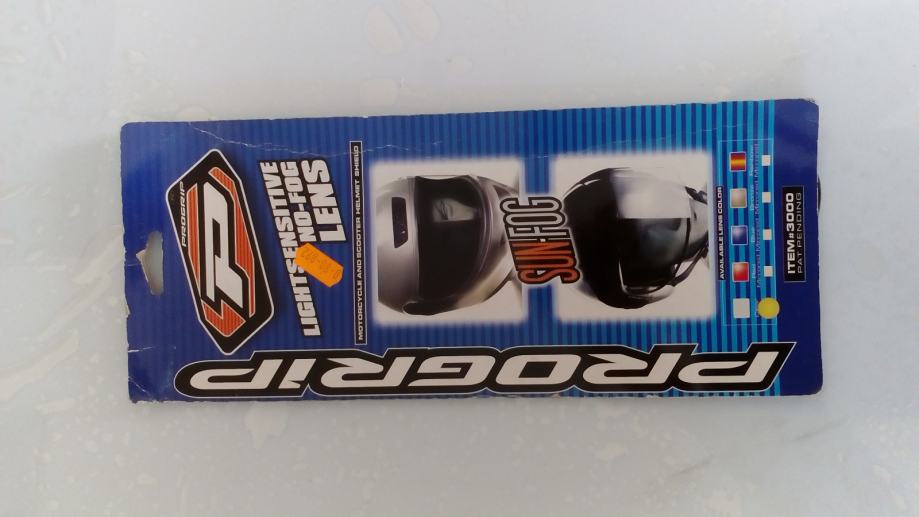 PROGRIP
LIGHTSENSITIVE
NO-FOG
LENS
MOTORCYCLE AND SCOOTER HELMET SHIELD
SUN-FOG
AVAILABLE LENS COLOR
ITEM#3000
PAT PENDING
PROGRiP